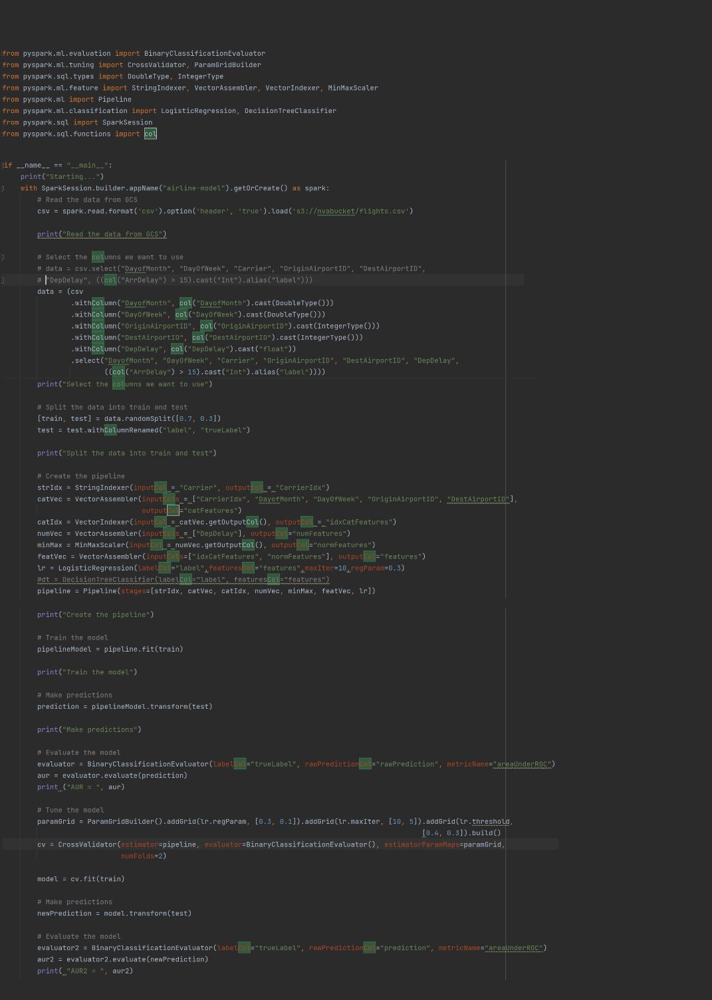 from pyspark.ml.evaluation import BinaryClassificationEvaluator
from pyspark.ml.tuning import CrossValidator, ParamGridBuilder
from pyspark.sql.types import DoubleType, IntegerType
from pyspark.ml.feature import StringIndexer, VectorAssembler, VectorIndexer, MinMaxScaler
from pyspark.ml import Pipeline
from pyspark.ml.classification import LogisticRegression, DecisionTreeClassifier
from pyspark.sql import SparkSession
from pyspark.sql.functions import col
if __name__ == "__main__":
print("Starting...")
with SparkSession.builder.appName("airline-model").getOrCreate() as spark:
# Read the data from GCS
csv = spark.read.format('csv').option('header', 'true').load('s3://nvabucket/flights.csv')
print("Read the data from GCS")
# Select the columns we want to use
# data = csv.select("DayofMonth", "DayOfWeek", "Carrier", "OriginAirportID", "DestAirportID",
# "DepDelay", ((col("ArrDelay") > 15).cast("Int").alias("label")))
data = (csv
.withColumn("DayofMonth", col("DayofMonth").cast(DoubleType()))
.withColumn("DayOfWeek", col("DayOfWeek").cast(DoubleType()))
.withColumn("OriginAirportID", col("OriginAirportID").cast(IntegerType()))
.withColumn("DestAirportID", col("DestAirportID").cast(IntegerType()))
.withColumn("DepDelay", col("DepDelay").cast("float"))
.select("DayofMonth", "DayOfWeek", "Carrier", "OriginAirportID", "DestAirportID", "DepDelay",
((col("ArrDelay") > 15).cast("Int").alias("label"))))
print("Select the columns we want to use")
# Split the data into train and test
[train, test] = data.randomSplit([0.7, 0.3])
test = test.withColumnRenamed("label", "trueLabel")
print("Split the data into train and test")
# Create the pipeline
strIdx = StringIndexer(inputCol = "Carrier", outputCol = "CarrierIdx")
catVec = VectorAssembler(inputCols = ["CarrierIdx", "DayofMonth", "DayOfWeek", "OriginAirportID", "DestAirportID"],
outputCol="catFeatures")
catIdx = VectorIndexer(inputCol = catVec.getOutputCol(), outputCol = "idxCatFeatures")
numVec = VectorAssembler(inputCols = ["DepDelay"], outputCol="numFeatures")
minMax = MinMaxScaler(inputCol = numVec.getOutputCol(), outputCol="normFeatures")
featVec = VectorAssembler(inputCols=["idxCatFeatures", "normFeatures"], outputCol="features")
lr = LogisticRegression(labelCol="label",featuresCol="features",maxIter=10,regParam=0.3)
#dt = DecisionTreeClassifier(labelCol="label", featuresCol="features")
pipeline = Pipeline(stages=[strIdx, catVec, catIdx, numVec, minMax, featVec, lr])
print("Create the pipeline")
# Train the model
pipelineModel = pipeline.fit(train)
print("Train the model")
# Make predictions
prediction = pipelineModel.transform(test)
print("Make predictions")
# Evaluate the model
evaluator = BinaryClassificationEvaluator(labelCol="trueLabel", rawPredictionCol="rawPrediction", metricName="areaUnderROC")
aur = evaluator.evaluate(prediction)
print ("AUR = ", aur)
# Tune the model
paramGrid = ParamGridBuilder().addGrid(lr.regParam, [0.3, 0.1]).addGrid(lr.maxIter, [10, 5]).addGrid(lr.threshold,
[0.4, 0.3]).build()
cv = CrossValidator(estimator=pipeline, evaluator=BinaryClassificationEvaluator(), estimatorParamMaps=paramGrid,
numFolds=2)
model = cv.fit(train)
# Make predictions
newPrediction = model.transform(test)
# Evaluate the model
evaluator2 = BinaryClassificationEvaluator(labelCol="trueLabel", rawPredictionCol="prediction", metricName="areaUnderROC")
aur2 = evaluator2.evaluate(newPrediction)
print( "AUR2 = ", aur2)